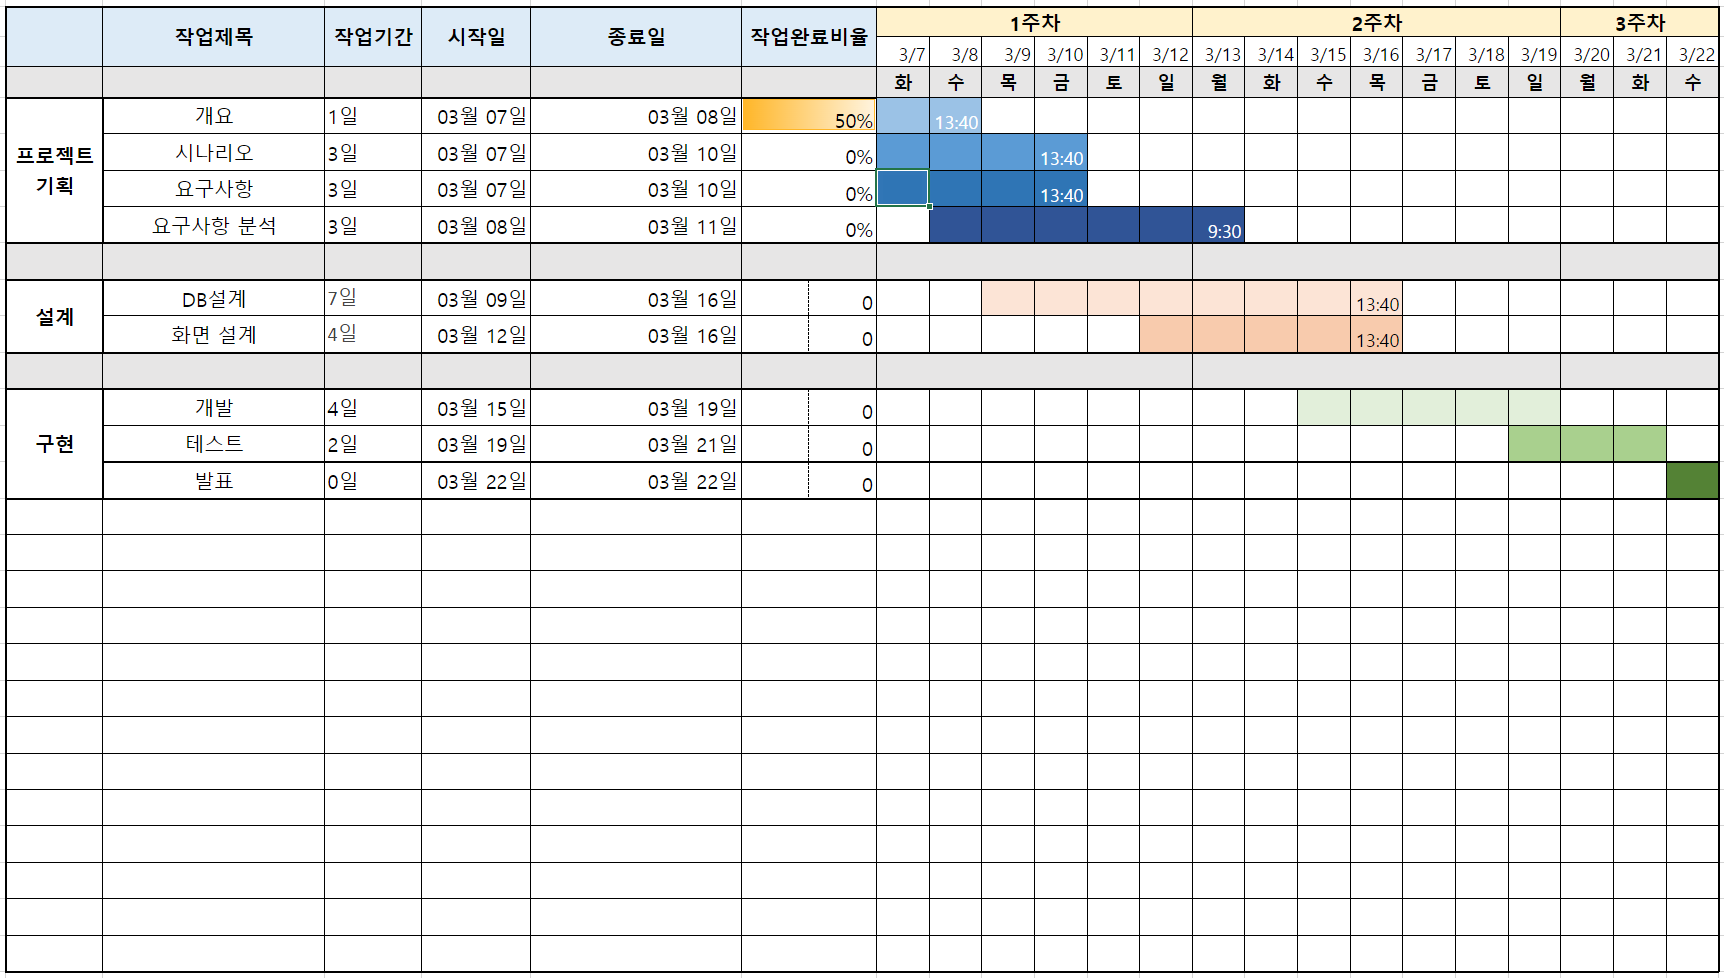 작업제목 작업기간 시작일 종료일 작업완료비율 1주차 2주차 3주차
3/7 3/8 3/9 3/10 3/11 3/12 3/13 3/14 3/15 3/16 3/17 3/18 3/19 3/20 3/21 3/22
화 수 목 금 토 일 월 화 수 목 금 토 일 월 화 수
프로젝트
기획
개요 1일 03월 07일 03월 08일 50% 13:40
시나리오 3일 03월 07일 03월 10일 0% 13:40
요구사항 3일 03월 07일 03월 10일 0% 13:40
요구사항 분석 3일 03월 08일 03월 11일 0% 9:30
설계
DB설계 7일 03월 09일 03월 16일 0 13:40
화면 설계 4일 03월 12일 03월 16일 0 13:40
구현
개발 4일 03월 15일 03월 19일 0
테스트 2일 03월 19일 03월 21일 0
발표 0일 03월 22일 03월 22일 0